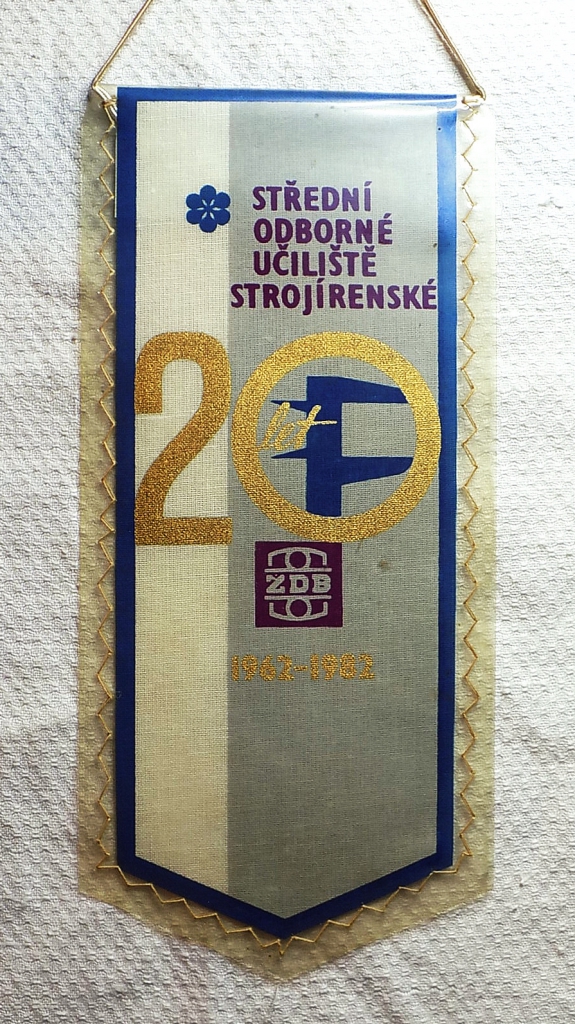 STŘEDNÍ
ODBORNÉ
UČILIŠTĚ
STROJÍRENSKÉ
20
let
ŽDB
1962-1982